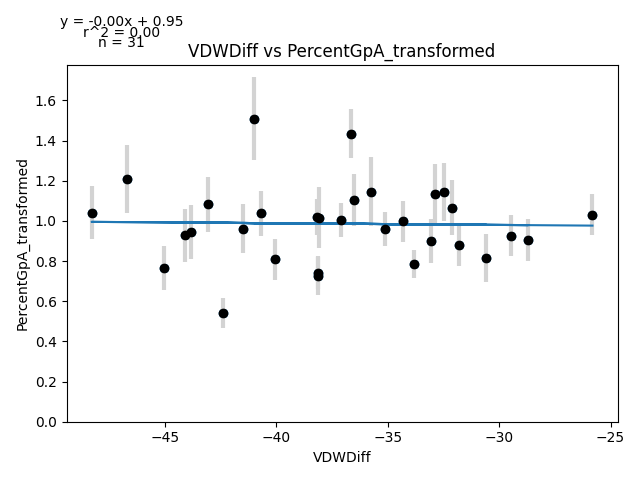 y = -0.00x + 0.95
r^2 = 0.00
n = 31
VDWDiff vs PercentGpA_transformed
PercentGpA_transformed
1.6
1.4
1.2
1.0
0.8
0.6
0.4
0.2
0.0
−45
−40
−35
−30
−25
VDWDiff